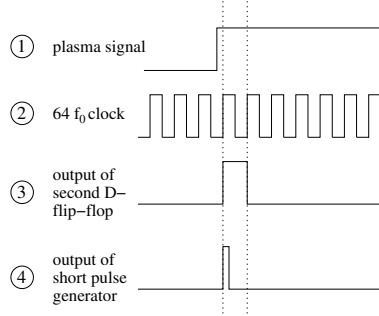 1 plasma signal
2 64 f0 clock
3 output of
second D−
flip−flop
4 output of
short pulse
generator